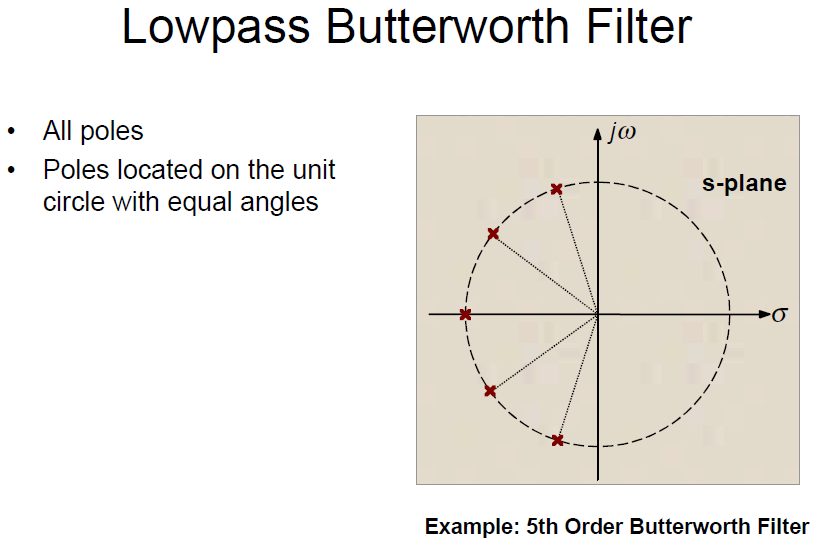 Lowpass Butterworth Filter
• All poles
• Poles located on the unit
circle with equal angles
jω
s-plane
σ
Example: 5th Order Butterworth Filter